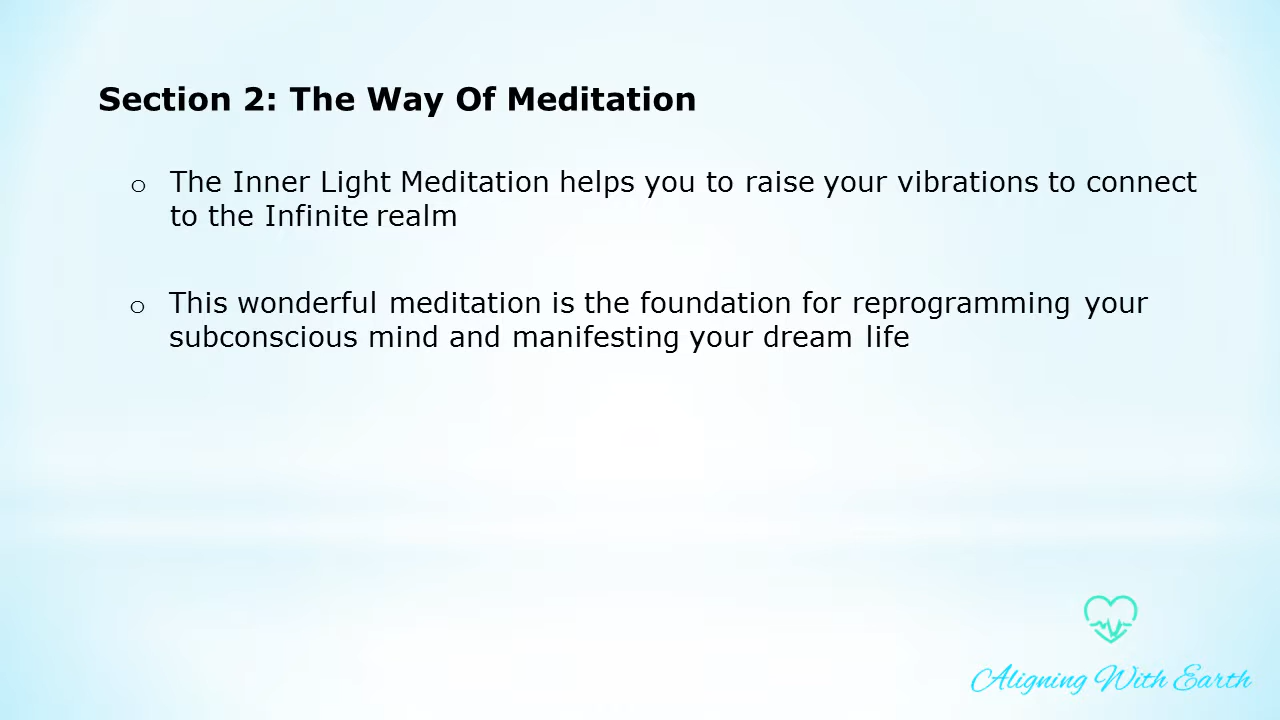 Section 2: The Way Of Meditation
o The Inner Light Meditation helps you to raise your vibrations to connect
to the Infinite realm
o This wonderful meditation is the foundation for reprogramming your
subconscious mind and manifesting your dream life
Aligning With Earth